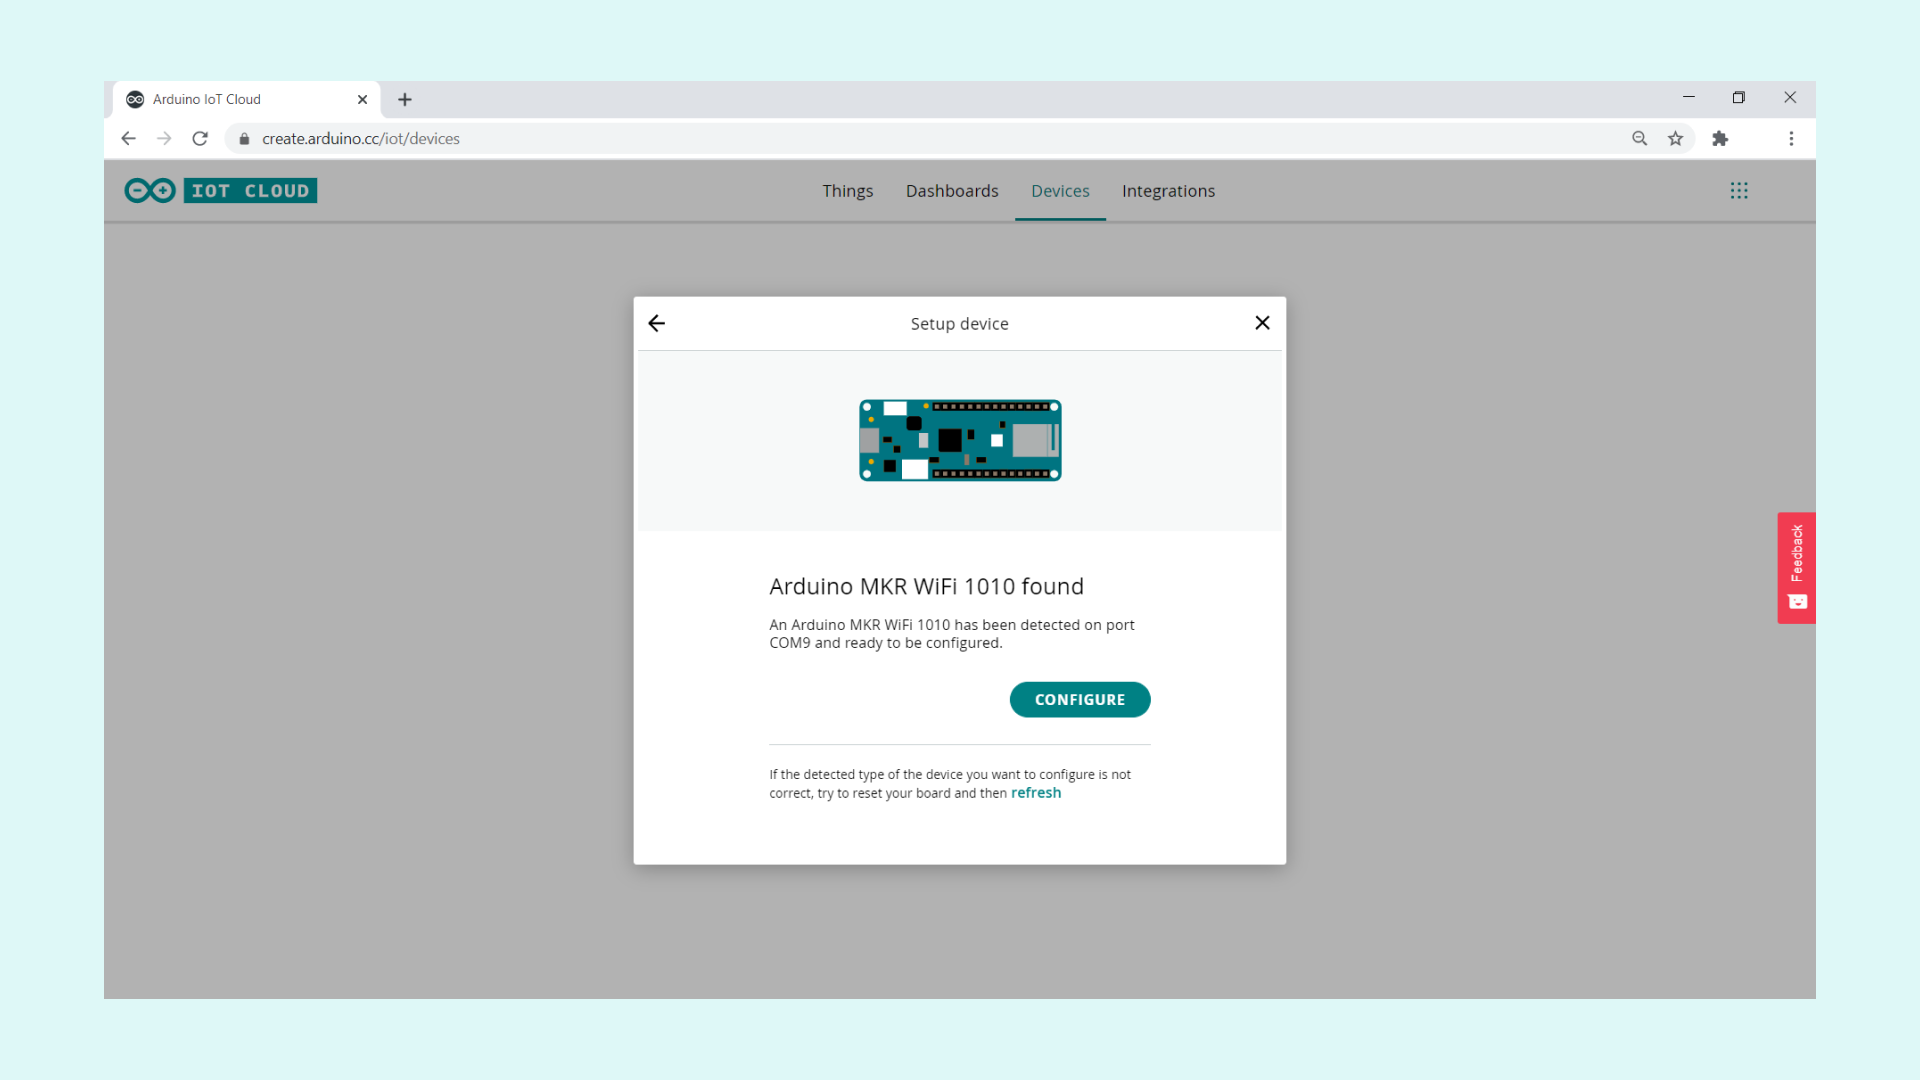 Arduino IoT Cloud
create.arduino.cc/iot/devices
IOT CLOUD
Things Dashboards Devices Integrations
Setup device
Arduino MKR WiFi 1010 found
An Arduino MKR WiFi 1010 has been detected on port
COM9 and ready to be configured.
CONFIGURE
If the detected type of the device you want to configure is not
correct, try to reset your board and then refresh
Feedback